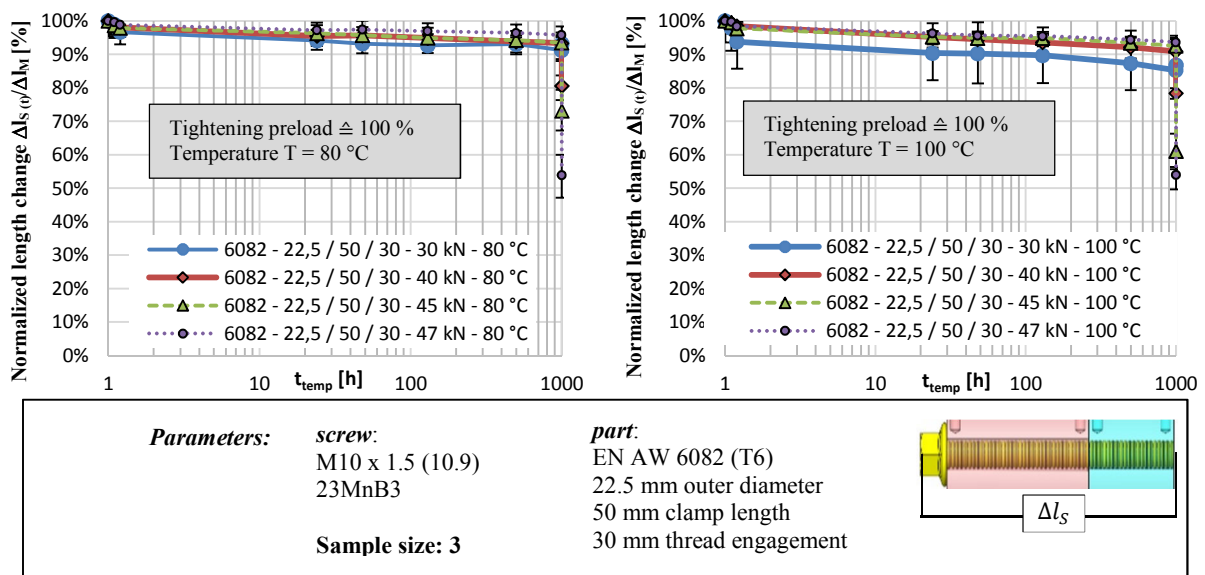 Normalized length change Δl_S(t)/Δl_M [%]
100%
90%
80%
70%
60%
50%
40%
30%
20%
10%
0%
Tightening preload ≙ 100 %
Temperature T = 80 °C
6082 - 22,5 / 50 / 30 - 30 kN - 80 °C
6082 - 22,5 / 50 / 30 - 40 kN - 80 °C
6082 - 22,5 / 50 / 30 - 45 kN - 80 °C
6082 - 22,5 / 50 / 30 - 47 kN - 80 °C
1 10 100 1000
t_temp [h]
Normalized length change Δl_S(t)/Δl_M [%]
100%
90%
80%
70%
60%
50%
40%
30%
20%
10%
0%
Tightening preload ≙ 100 %
Temperature T = 100 °C
6082 - 22,5 / 50 / 30 - 30 kN - 100 °C
6082 - 22,5 / 50 / 30 - 40 kN - 100 °C
6082 - 22,5 / 50 / 30 - 45 kN - 100 °C
6082 - 22,5 / 50 / 30 - 47 kN - 100 °C
1 10 100 1000
t_temp [h]
Parameters:
screw:
M10 x 1.5 (10.9)
23MnB3
Sample size: 3
part:
EN AW 6082 (T6)
22.5 mm outer diameter
50 mm clamp length
30 mm thread engagement
Δl_S